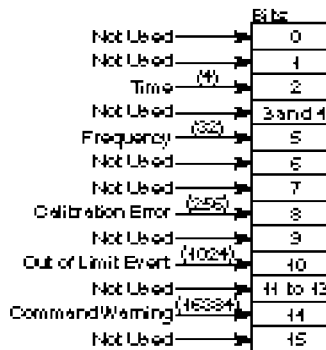 Bits
Not Used 0
Not Used 1
Time (4) 2
Not Used 3 and 4
Frequency (32) 5
Not Used 6
Not Used 7
Calibration Error (256) 8
Not Used 9
Out of Limit Event (1024) 10
Not Used 11 to 13
Command Warning (16384) 14
Not Used 15